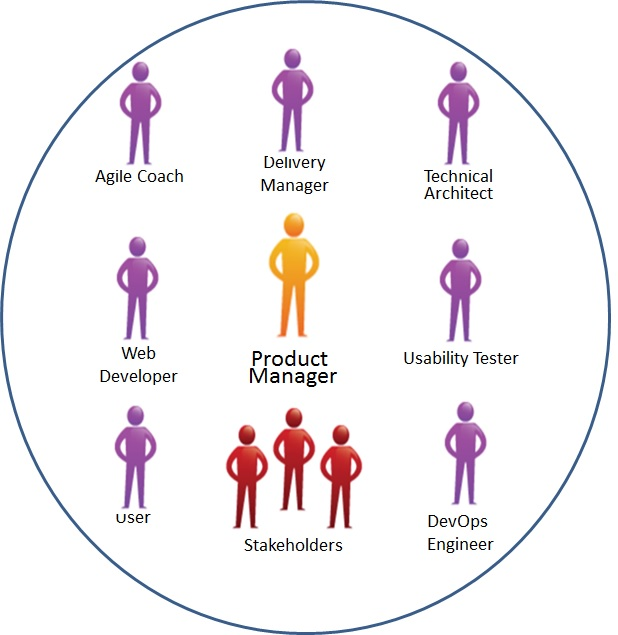 Agile Coach
Delivery
Manager
Technical
Architect
Web
Developer
Product
Manager
Usability Tester
User
Stakeholders
DevOps
Engineer